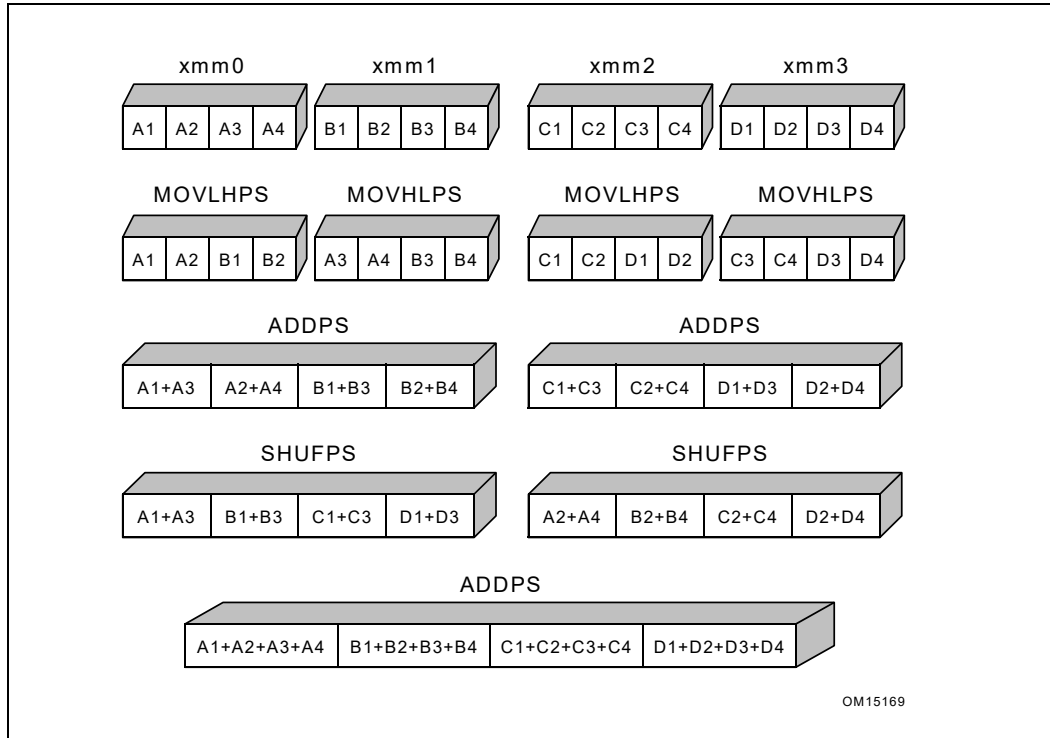 xmm0 xmm1 xmm2 xmm3
A1 A2 A3 A4 B1 B2 B3 B4 C1 C2 C3 C4 D1 D2 D3 D4
MOVLHPS MOVHLPS MOVLHPS MOVHLPS
A1 A2 B1 B2 A3 A4 B3 B4 C1 C2 D1 D2 C3 C4 D3 D4
ADDPS ADDPS
A1+A3 A2+A4 B1+B3 B2+B4 C1+C3 C2+C4 D1+D3 D2+D4
SHUFPS SHUFPS
A1+A3 B1+B3 C1+C3 D1+D3 A2+A4 B2+B4 C2+C4 D2+D4
ADDPS
A1+A2+A3+A4 B1+B2+B3+B4 C1+C2+C3+C4 D1+D2+D3+D4
OM15169